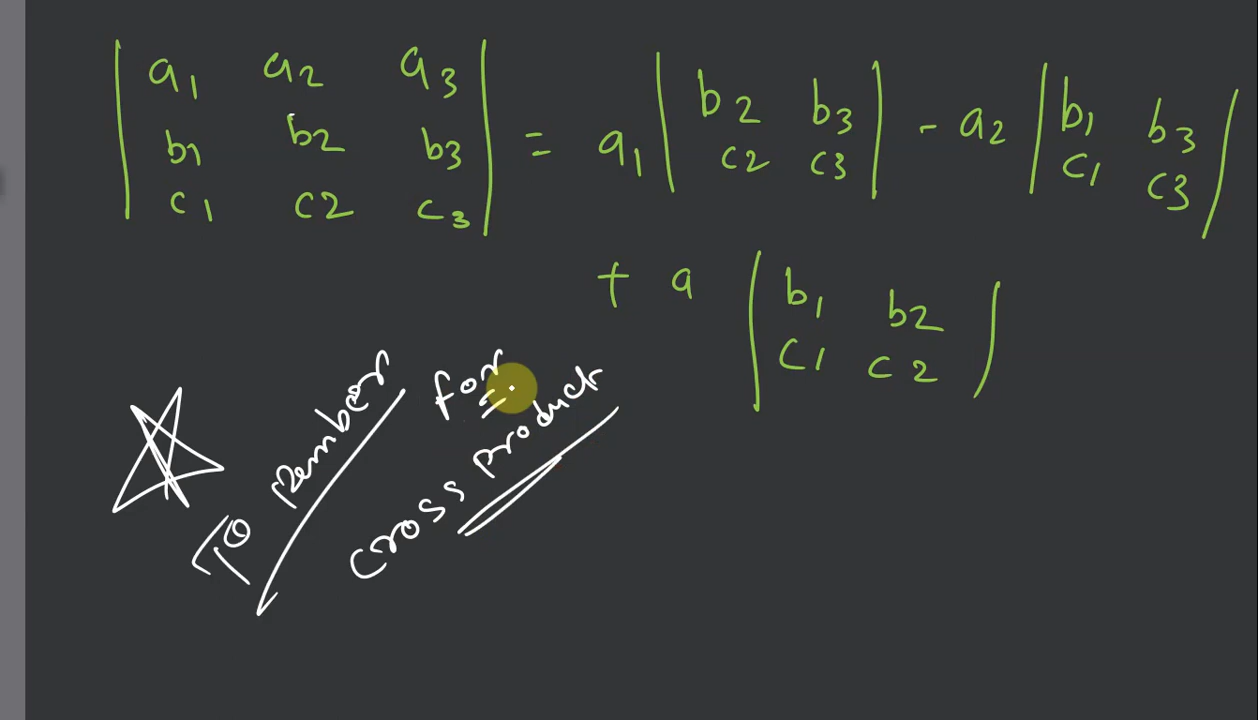 | a1 a2 a3 |
| b1 b2 b3 | = a1 | b2 b3 | - a2 | b1 b3 |
| c1 c2 c3 | | c2 c3 | | c1 c3 |
+ a | b1 b2 |
| c1 c2 |
To Rember for
cross product